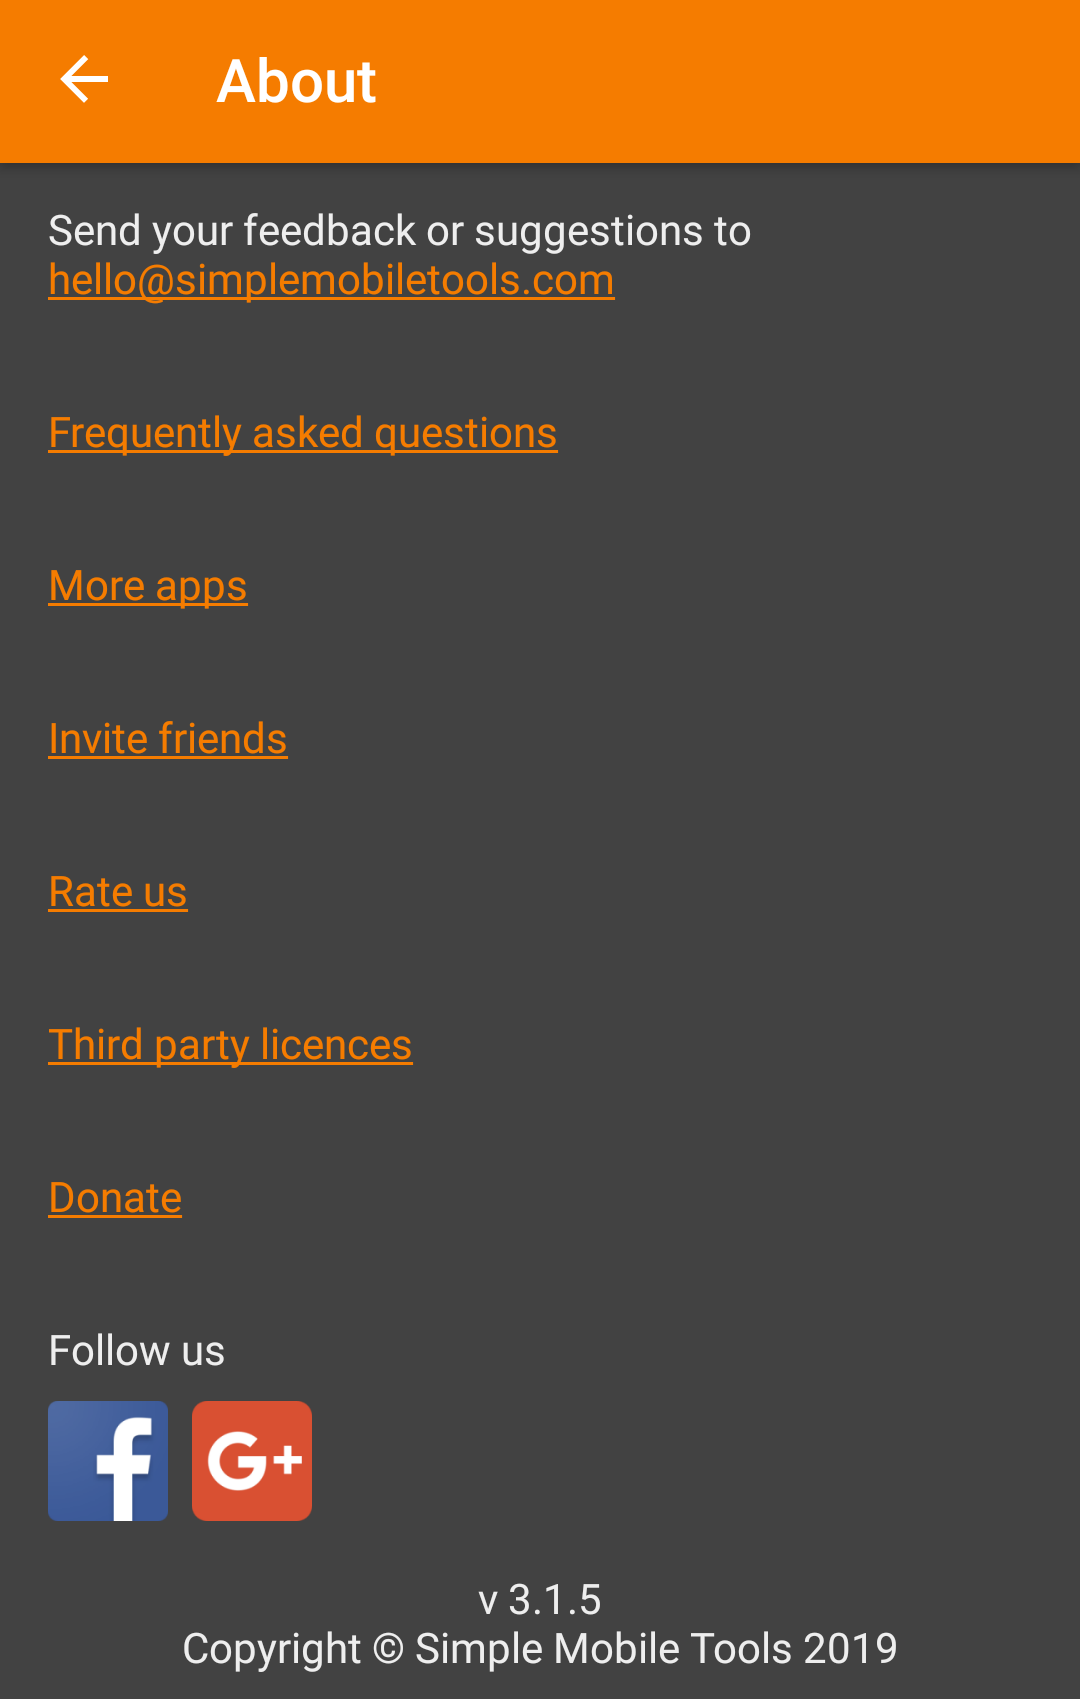 About
Send your feedback or suggestions to
hello@simplemobiletools.com
Frequently asked questions
More apps
Invite friends
Rate us
Third party licences
Donate
Follow us
f G+
v 3.1.5
Copyright © Simple Mobile Tools 2019